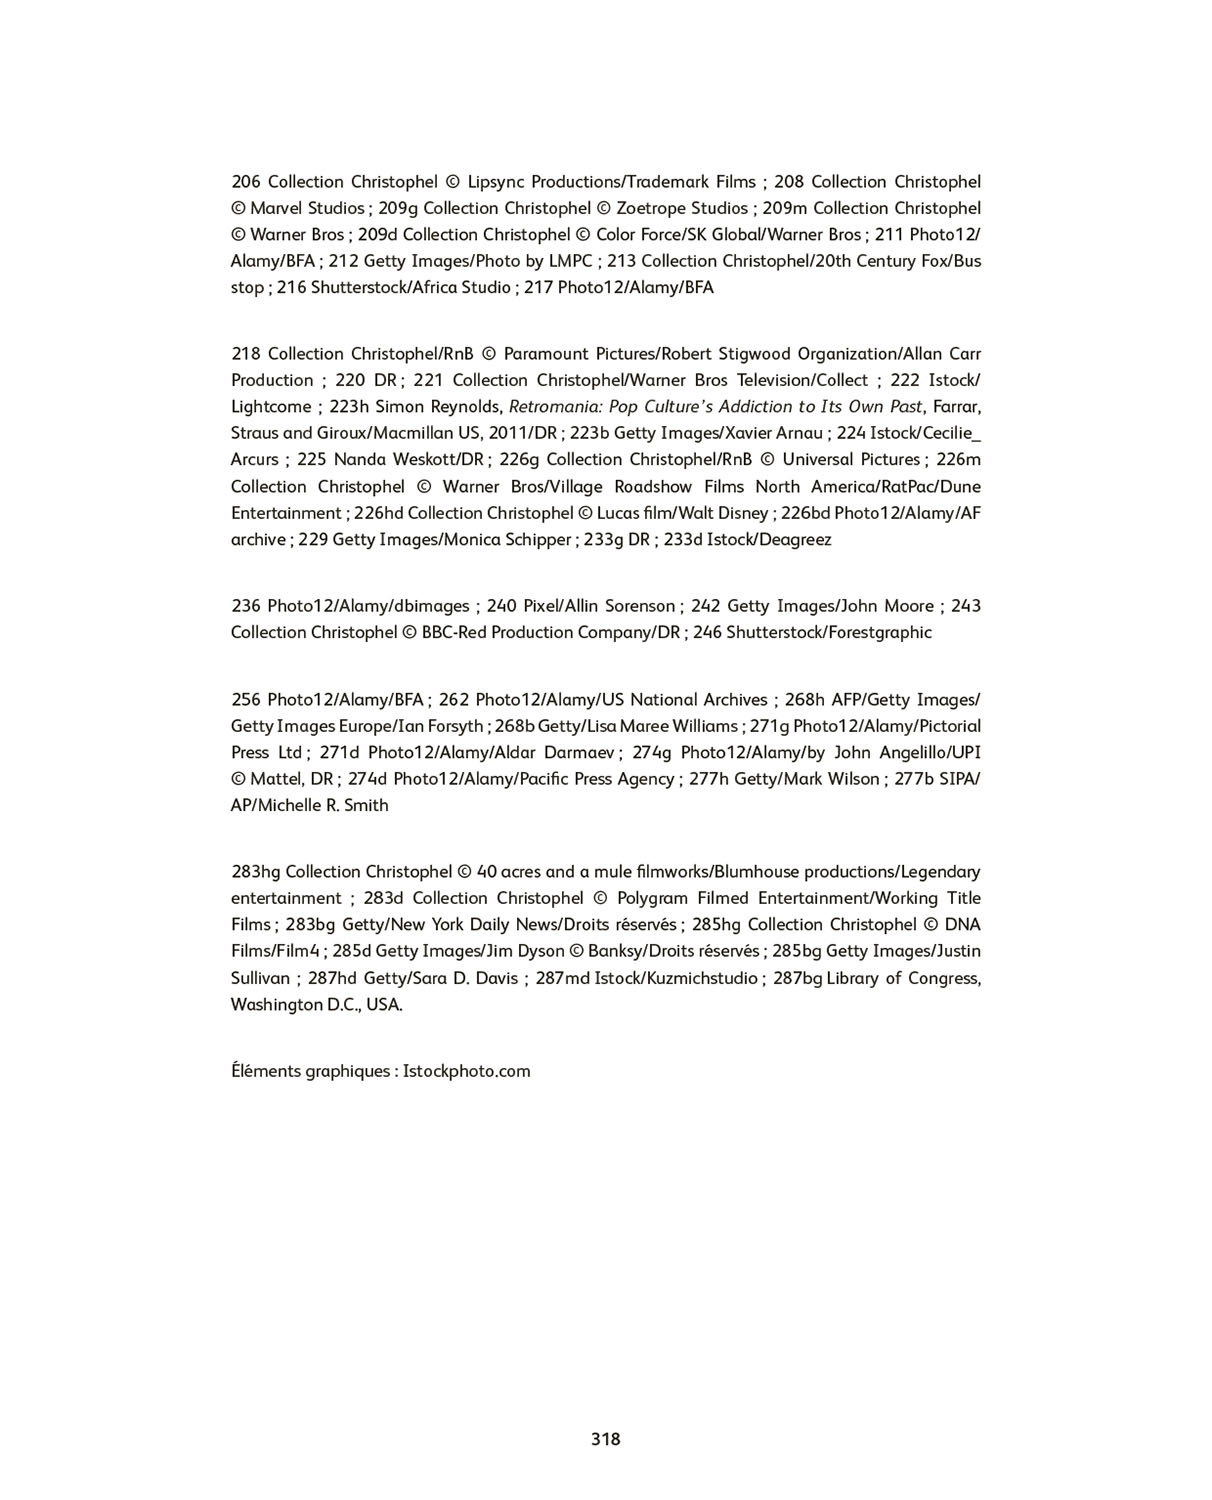 206 Collection Christophel © Lipsync Productions/Trademark Films ; 208 Collection Christophel
© Marvel Studios ; 209g Collection Christophel © Zoetrope Studios ; 209m Collection Christophel
© Warner Bros ; 209d Collection Christophel © Color Force/SK Global/Warner Bros ; 211 Photo12/
Alamy/BFA ; 212 Getty Images/Photo by LMPC ; 213 Collection Christophel/20th Century Fox/Bus
stop ; 216 Shutterstock/Africa Studio ; 217 Photo12/Alamy/BFA
218 Collection Christophel/RnB © Paramount Pictures/Robert Stigwood Organization/Allan Carr
Production ; 220 DR ; 221 Collection Christophel/Warner Bros Television/Collect ; 222 Istock/
Lightcome ; 223h Simon Reynolds, Retromania: Pop Culture's Addiction to Its Own Past, Farrar,
Straus and Giroux/Macmillan US, 2011/DR ; 223b Getty Images/Xavier Arnau ; 224 Istock/Cecilie_
Arcurs ; 225 Nanda Weskott/DR ; 226g Collection Christophel/RnB © Universal Pictures ; 226m
Collection Christophel © Warner Bros/Village Roadshow Films North America/RatPac/Dune
Entertainment ; 226hd Collection Christophel © Lucas film/Walt Disney ; 226bd Photo12/Alamy/AF
archive ; 229 Getty Images/Monica Schipper ; 233g DR ; 233d Istock/Deagreez
236 Photo12/Alamy/dbimages ; 240 Pixel/Allin Sorenson ; 242 Getty Images/John Moore ; 243
Collection Christophel © BBC-Red Production Company/DR ; 246 Shutterstock/Forestgraphic
256 Photo12/Alamy/BFA ; 262 Photo12/Alamy/US National Archives ; 268h AFP/Getty Images/
Getty Images Europe/Ian Forsyth ; 268b Getty/Lisa Maree Williams ; 271g Photo12/Alamy/Pictorial
Press Ltd ; 271d Photo12/Alamy/Aldar Darmaev ; 274g Photo12/Alamy/by John Angelillo/UPI
© Mattel, DR ; 274d Photo12/Alamy/Pacific Press Agency ; 277h Getty/Mark Wilson ; 277b SIPA/
AP/Michelle R. Smith
283hg Collection Christophel © 40 acres and a mule filmworks/Blumhouse productions/Legendary
entertainment ; 283d Collection Christophel © Polygram Filmed Entertainment/Working Title
Films ; 283bg Getty/New York Daily News/Droits réservés ; 285hg Collection Christophel © DNA
Films/Film4 ; 285d Getty Images/Jim Dyson © Banksy/Droits réservés ; 285bg Getty Images/Justin
Sullivan ; 287hd Getty/Sara D. Davis ; 287md Istock/Kuzmichstudio ; 287bg Library of Congress,
Washington D.C., USA.
Éléments graphiques : Istockphoto.com
318